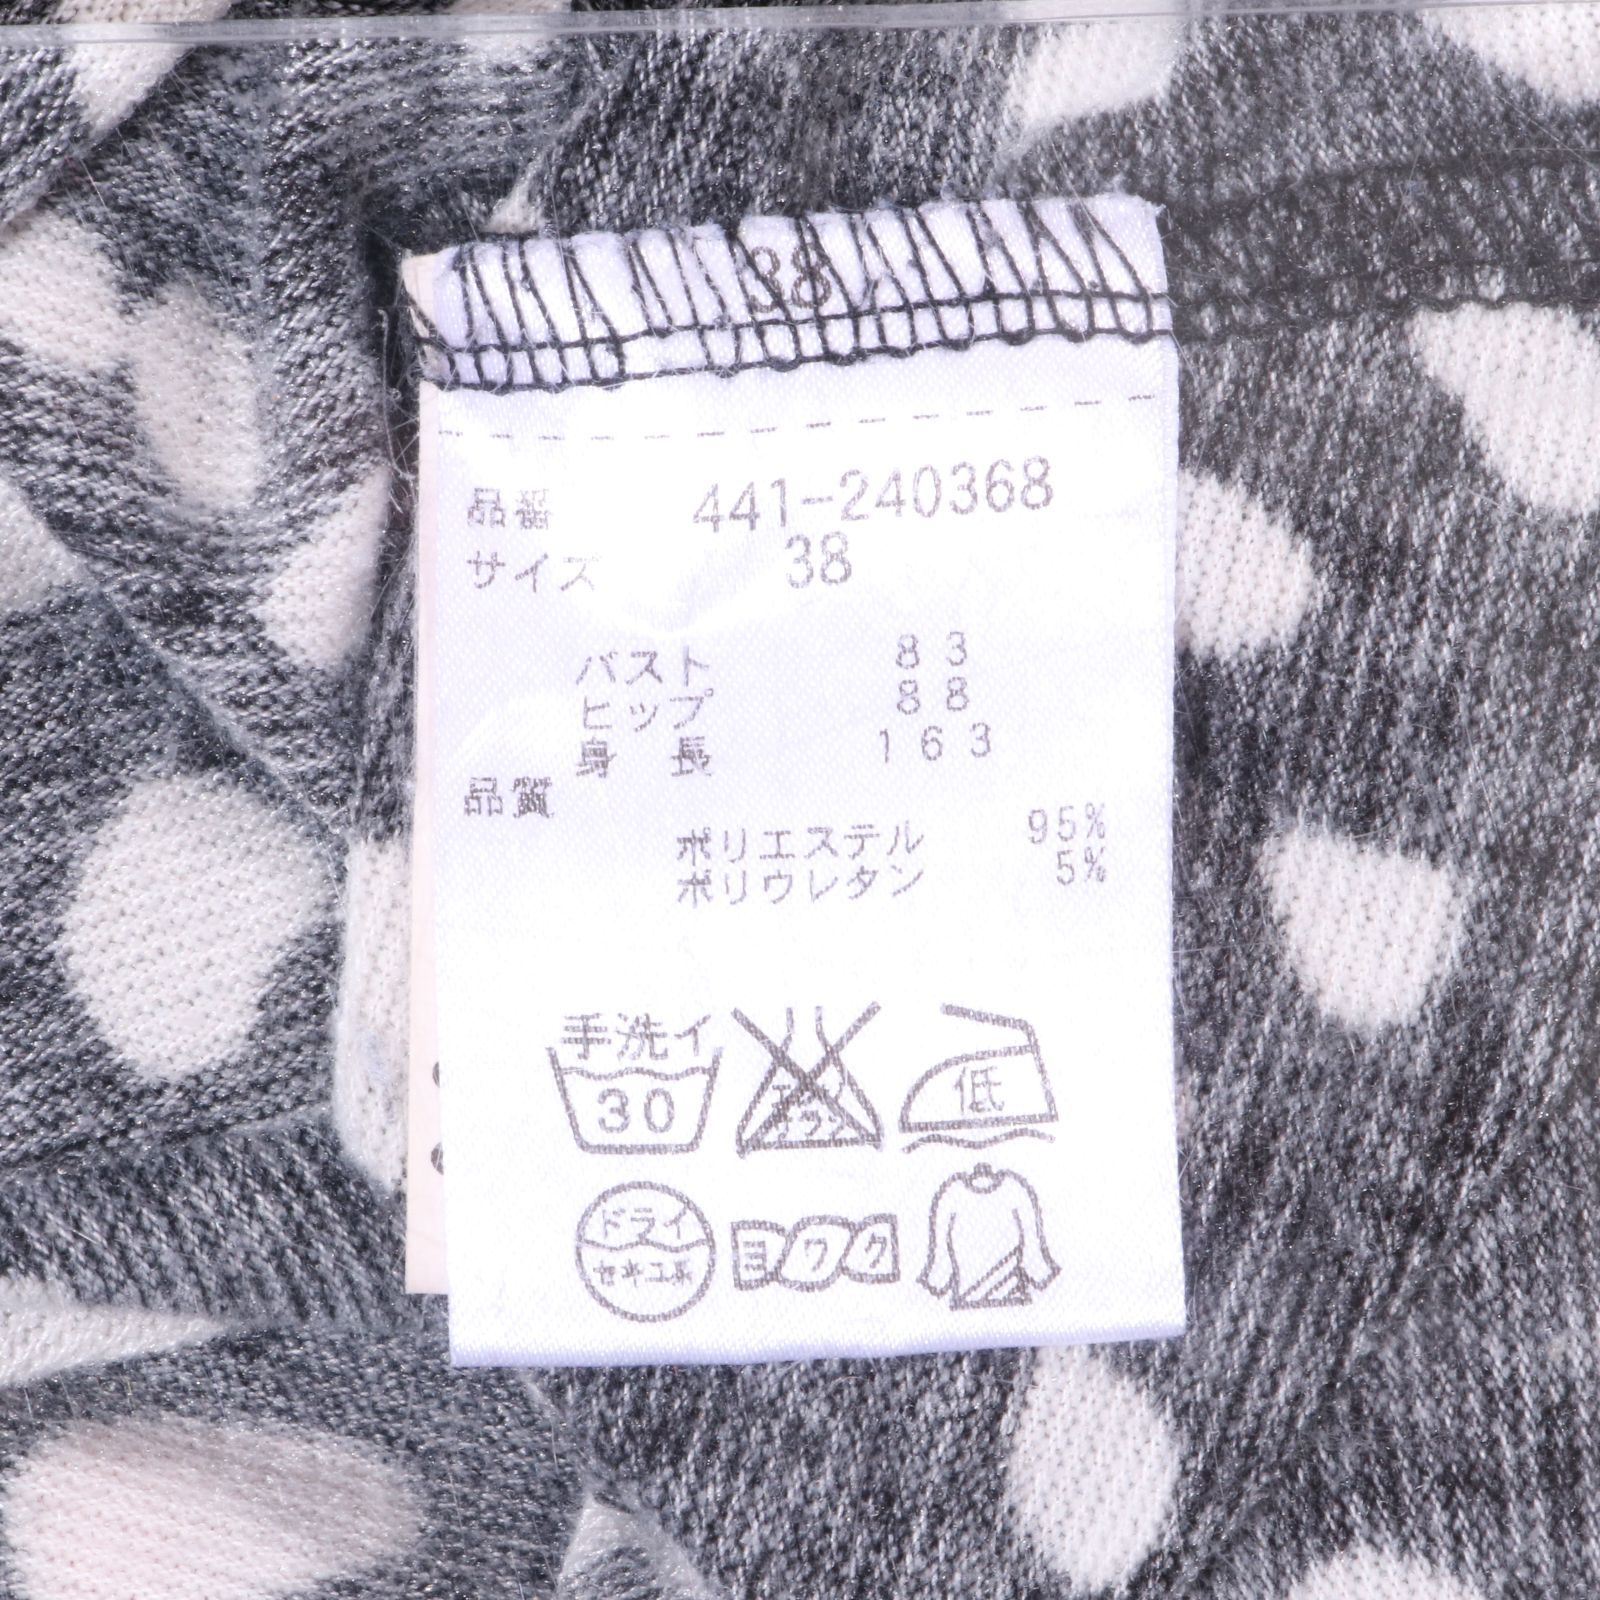 38
品番 441-240368
サイズ 38
バスト 83
ヒップ 88
身長 163
品質
ポリエステル 95%
ポリウレタン 5%
手洗イ
30
低
ドライ
セキユ系
ヨワク